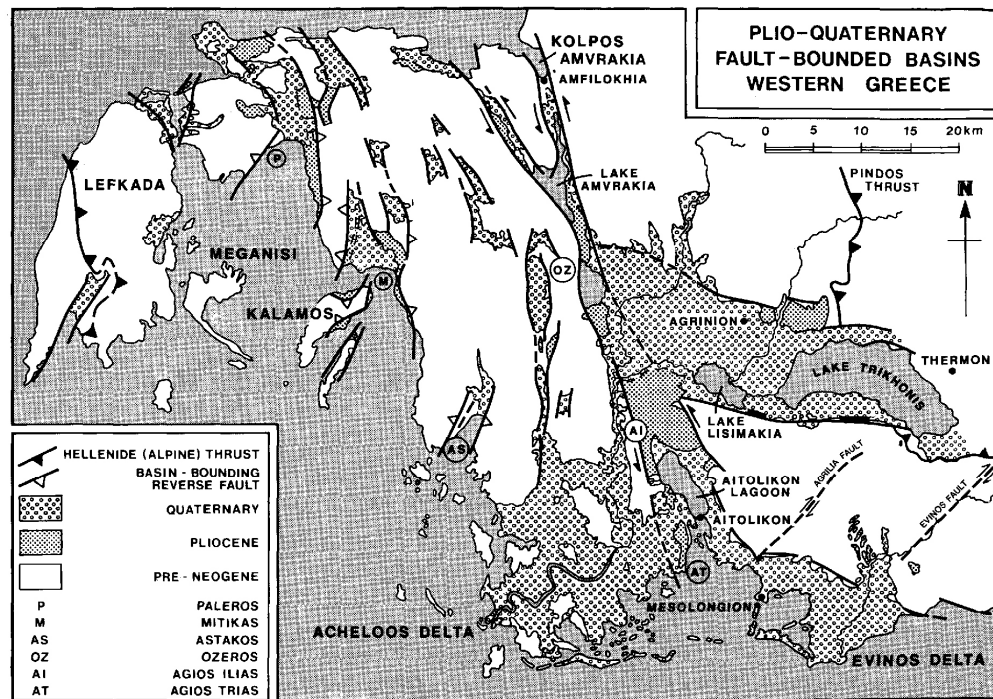 PLIO-QUATERNARY
FAULT-BOUNDED BASINS
WESTERN GREECE
0 5 10 15 20km
KOLPOS
AMVRAKIA
AMFILOKHIA
PINDOS
THRUST
N
LAKE
AMVRAKIA
P
LEFKADA
MEGANISI
OZ
M
KALAMOS
AGRINION
THERMON
LAKE TRIKHONIS
LAKE
LISIMAKIA
AI
AS
AGRILIA FAULT
EVINOS FAULT
AITOLIKON
LAGOON
AITOLIKON
AT
MESOLONGION
ACHELOOS DELTA
EVINOS DELTA
HELLENIDE (ALPINE) THRUST
BASIN-BOUNDING
REVERSE FAULT
QUATERNARY
PLIOCENE
PRE-NEOGENE
P PALEROS
M MITIKAS
AS ASTAKOS
OZ OZEROS
AI AGIOS ILIAS
AT AGIOS TRIAS